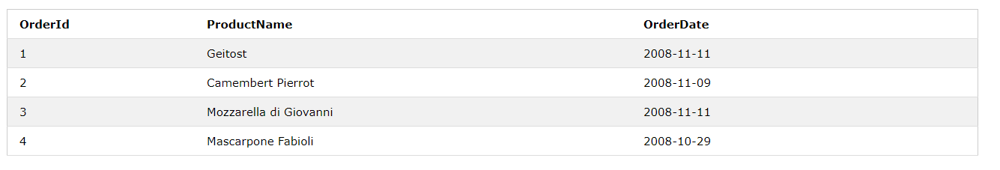 OrderId ProductName OrderDate
1 Geitost 2008-11-11
2 Camembert Pierrot 2008-11-09
3 Mozzarella di Giovanni 2008-11-11
4 Mascarpone Fabioli 2008-10-29